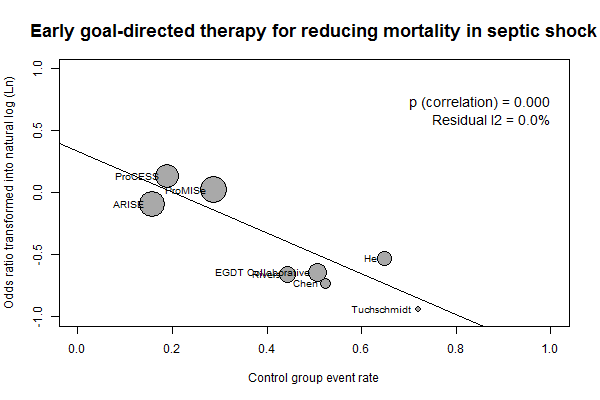 Early goal-directed therapy for reducing mortality in septic shock
Odds ratio transformed into natural log (Ln)
1.0
0.5
0.0
-0.5
-1.0
p (correlation) = 0.000
Residual I2 = 0.0%
ProCESS
ProMISe
ARISE
He
EGDT Collaborative
Rivers
Chen
Tuchschmidt
0.0 0.2 0.4 0.6 0.8 1.0
Control group event rate